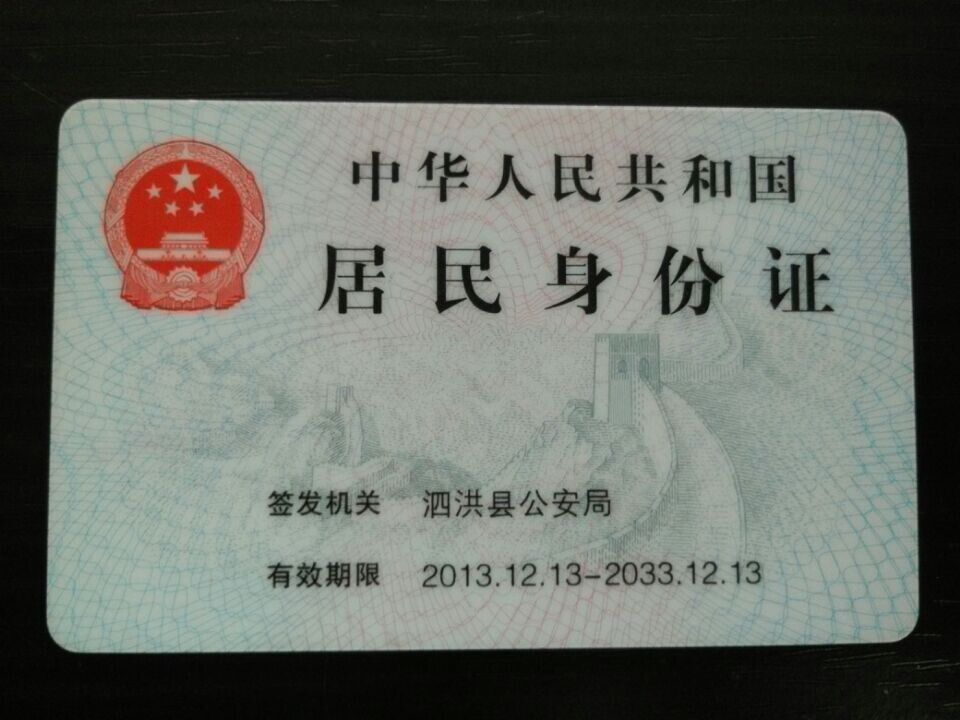 中华人民共和国
居民身份证
签发机关 泗洪县公安局
有效期限 2013.12.13-2033.12.13